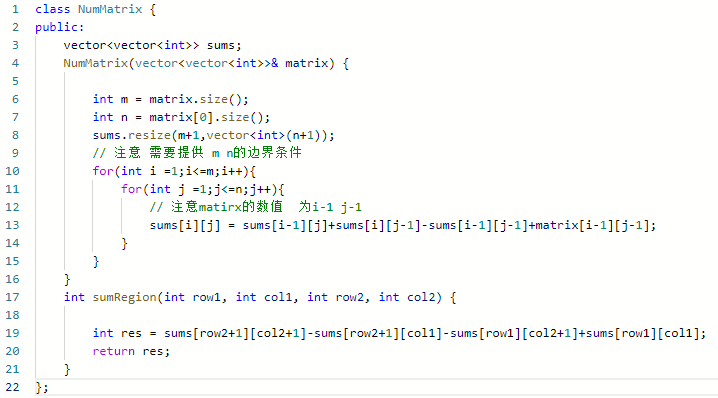 1 class NumMatrix {
2 public:
3     vector<vector<int>> sums;
4     NumMatrix(vector<vector<int>>& matrix) {
5
6         int m = matrix.size();
7         int n = matrix[0].size();
8         sums.resize(m+1,vector<int>(n+1));
9         // 注意 需要提供 m n的边界条件
10         for(int i =1;i<=m;i++){
11             for(int j =1;j<=n;j++){
12                 // 注意matirx的数值  为i-1 j-1
13                 sums[i][j] = sums[i-1][j]+sums[i][j-1]-sums[i-1][j-1]+matrix[i-1][j-1];
14             }
15         }
16     }
17     int sumRegion(int row1, int col1, int row2, int col2) {
18
19         int res = sums[row2+1][col2+1]-sums[row2+1][col1]-sums[row1][col2+1]+sums[row1][col1];
20         return res;
21     }
22 };